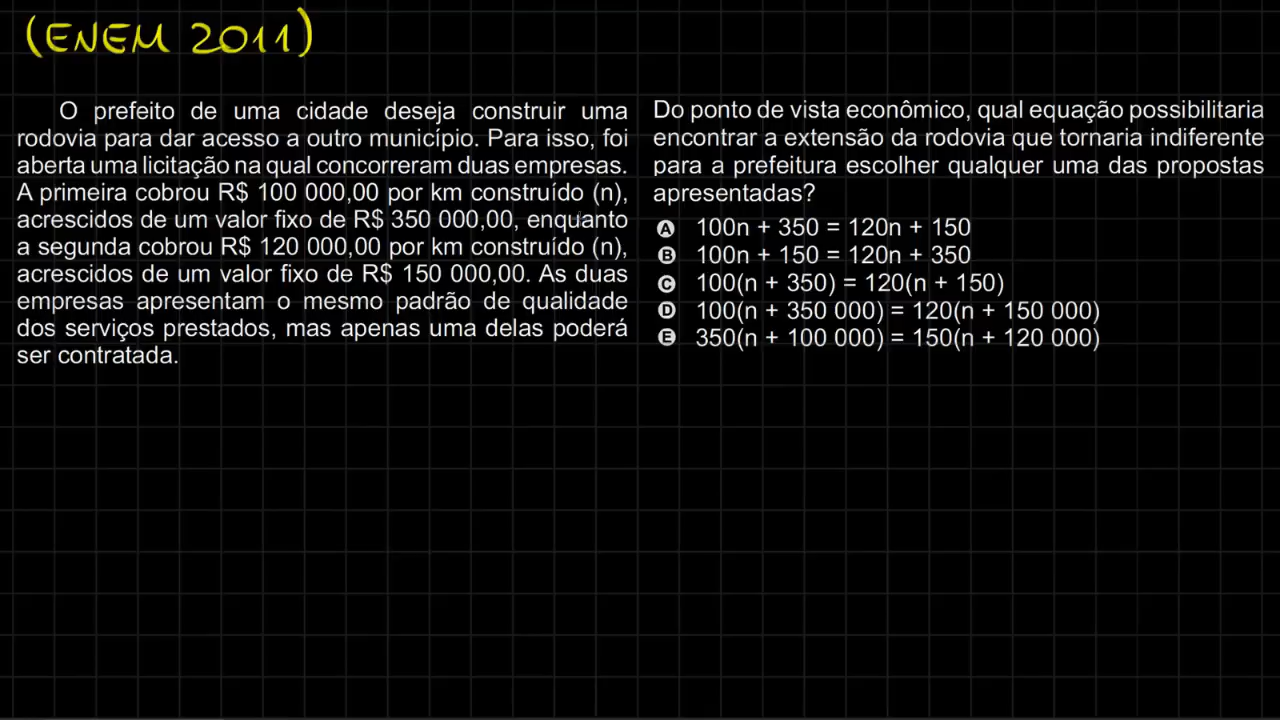 (ENEM 2011)
O prefeito de uma cidade deseja construir uma
rodovia para dar acesso a outro município. Para isso, foi
aberta uma licitação na qual concorreram duas empresas.
A primeira cobrou R$ 100 000,00 por km construído (n),
acrescidos de um valor fixo de R$ 350 000,00, enquanto
a segunda cobrou R$ 120 000,00 por km construído (n),
acrescidos de um valor fixo de R$ 150 000,00. As duas
empresas apresentam o mesmo padrão de qualidade
dos serviços prestados, mas apenas uma delas poderá
ser contratada.
Do ponto de vista econômico, qual equação possibilitaria
encontrar a extensão da rodovia que tornaria indiferente
para a prefeitura escolher qualquer uma das propostas
apresentadas?
A 100n + 350 = 120n + 150
B 100n + 150 = 120n + 350
C 100(n + 350) = 120(n + 150)
D 100(n + 350 000) = 120(n + 150 000)
E 350(n + 100 000) = 150(n + 120 000)